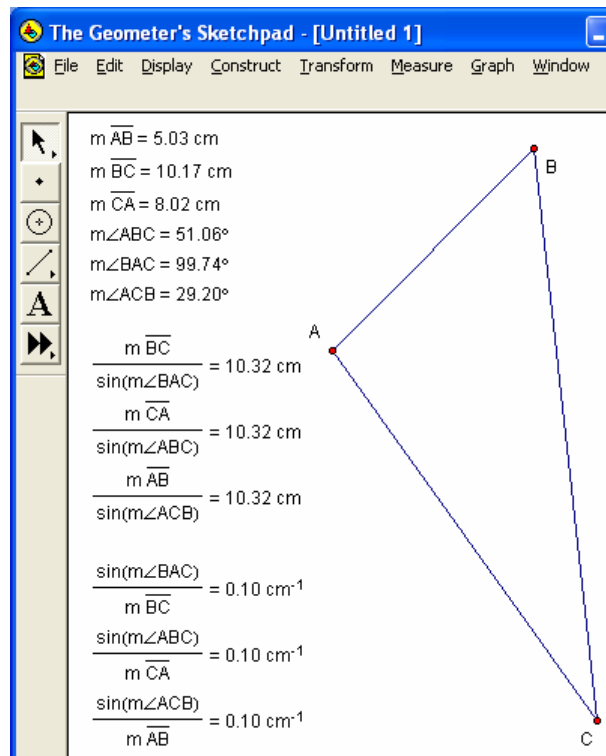 The Geometer's Sketchpad - [Untitled 1]
File Edit Display Construct Transform Measure Graph Window
m AB = 5.03 cm
m BC = 10.17 cm
m CA = 8.02 cm
m∠ABC = 51.06°
m∠BAC = 99.74°
m∠ACB = 29.20°
m BC
sin(m∠BAC) = 10.32 cm
m CA
sin(m∠ABC) = 10.32 cm
m AB
sin(m∠ACB) = 10.32 cm
sin(m∠BAC)
m BC = 0.10 cm⁻¹
sin(m∠ABC)
m CA = 0.10 cm⁻¹
sin(m∠ACB)
m AB = 0.10 cm⁻¹
A
B
A
C